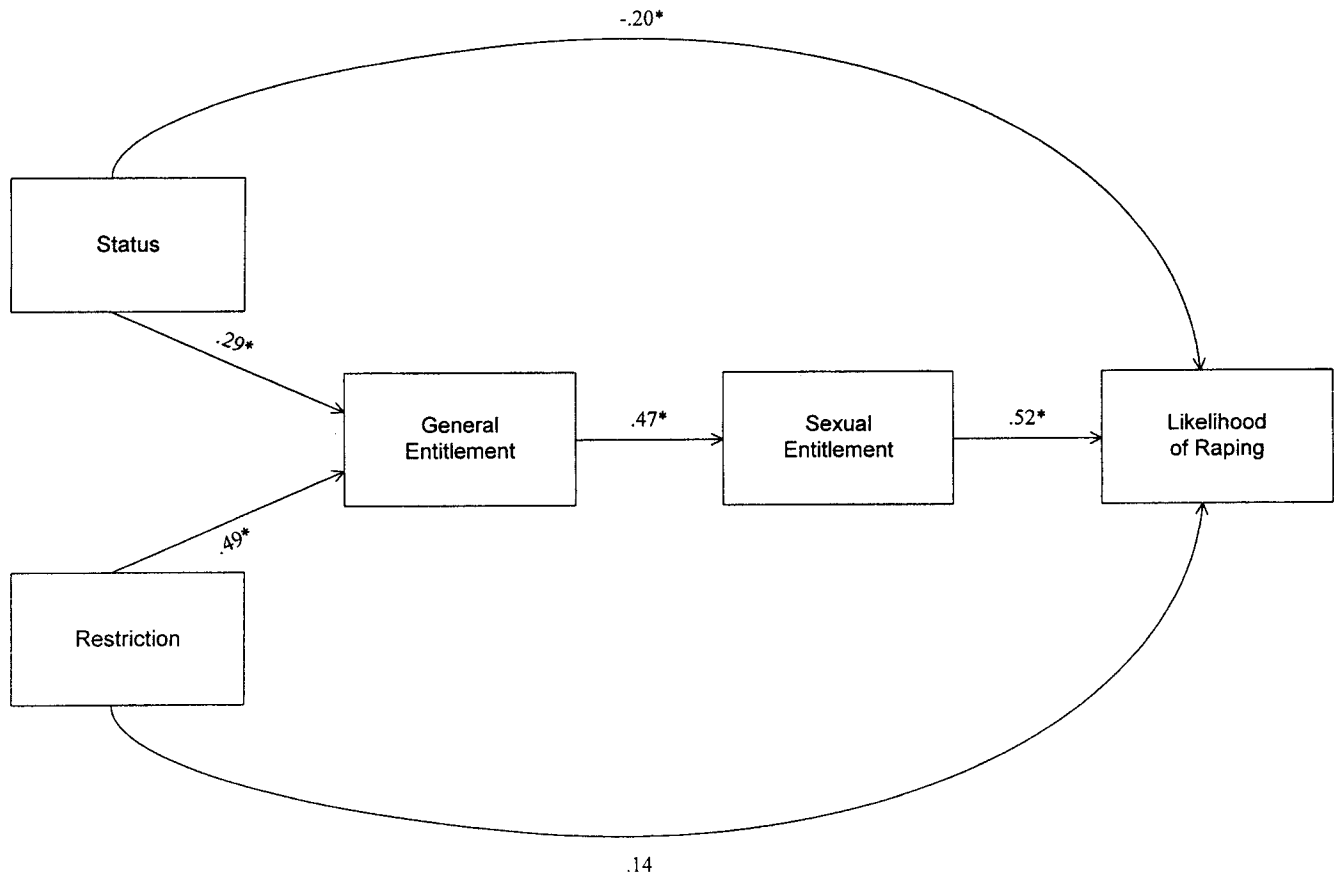 -.20*
Status
.29*
General
Entitlement
.47*
Sexual
Entitlement
.52*
Likelihood
of Raping
.49*
Restriction
.14